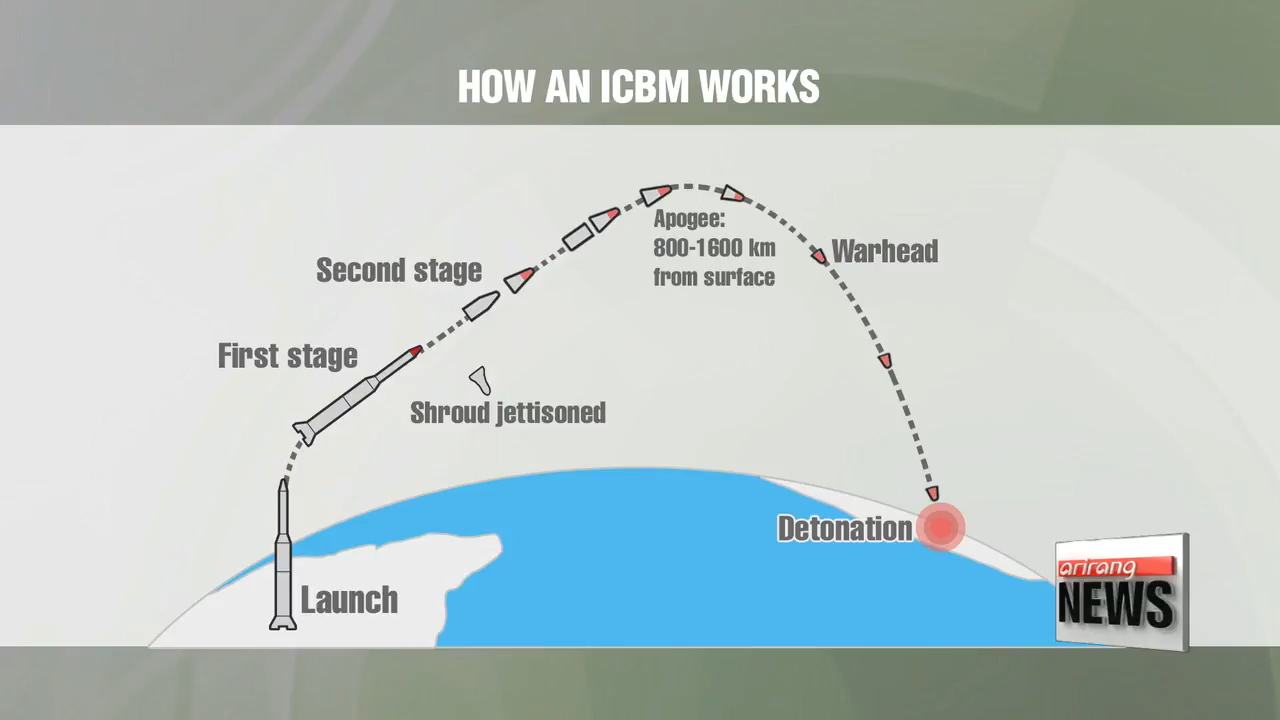 HOW AN ICBM WORKS
Apogee:
800-1600 km
from surface
Warhead
Second stage
First stage
Shroud jettisoned
Detonation
Launch
arirang
NEWS